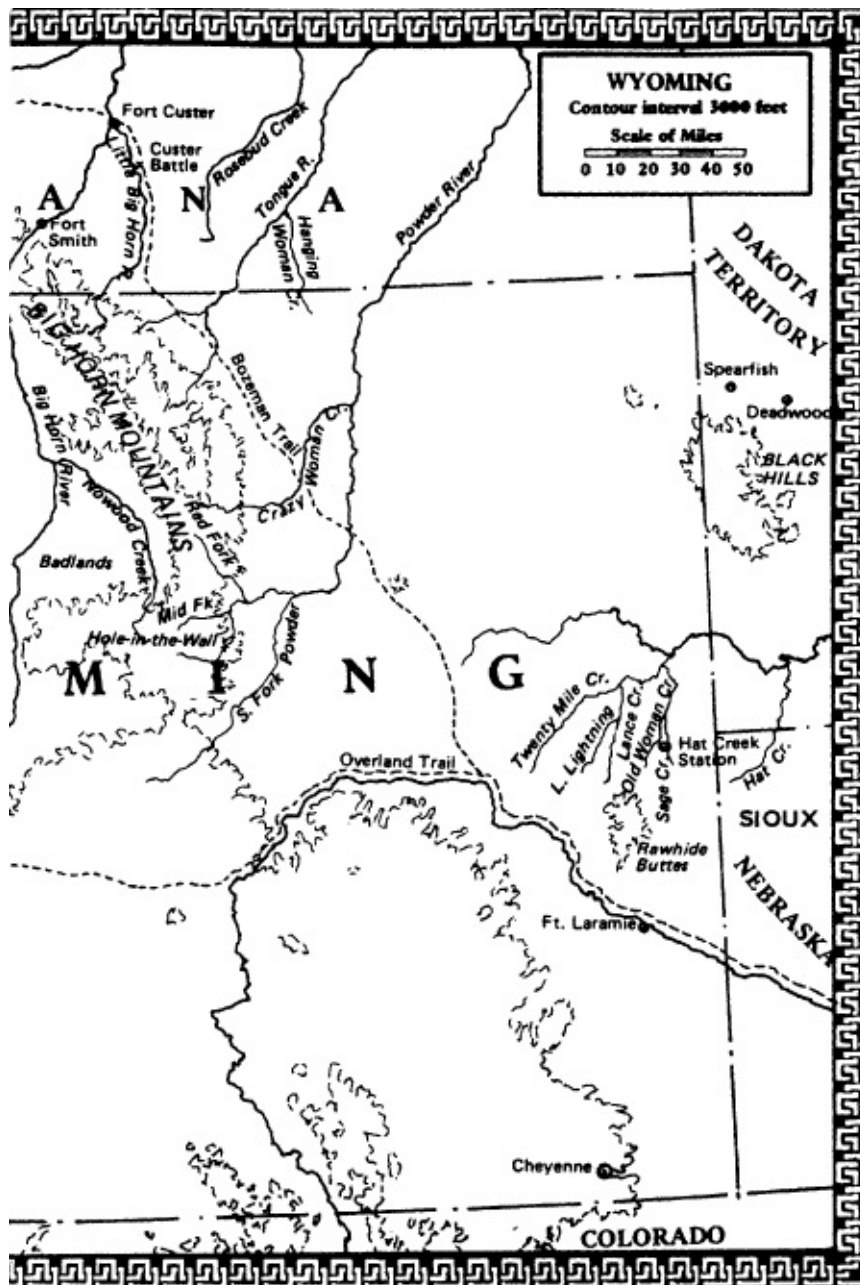 WYOMING
Contour interval 3000 feet
Scale of Miles
0 10 20 30 40 50
Fort Custer
Custer
Battle
Little Big Horn R.
Rosebud Creek
Tongue R.
Powder River
A N A
Fort
Smith
Hanging
Woman Cr.
DAKOTA
TERRITORY
BIG HORN MOUNTAINS
Bozeman Trail
Spearfish
Deadwood
BLACK
HILLS
Big Horn River
Nowood Creek
Crazy Woman Cr.
Red Fork
Badlands
Mid Fk
Hole-in-the-Wall
M I N G
S. Fork Powder
Twenty Mile Cr.
L. Lightning
Lance Cr.
Old Woman Cr.
Sage Cr.
Hat Creek
Station
Hat Cr.
Overland Trail
SIOUX
Rawhide
Buttes
NEBRASKA
Ft. Laramie
Cheyenne
COLORADO